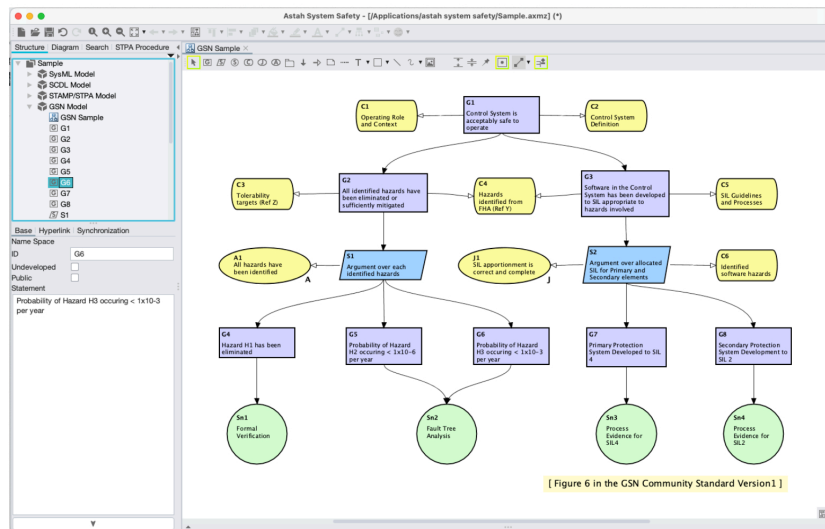 Astah System Safety - [/Applications/astah system safety/Sample.axmz] (*)
Structure Diagram Search STPA Procedure
GSN Sample
Sample
SysML Model
SCDL Model
STAMP/STPA Model
GSN Model
GSN Sample
G1
G2
G3
G4
G5
G6
G7
G8
S1
Base Hyperlink Synchronization
Name Space
ID G6
Undeveloped
Public
Statement
Probability of Hazard H3 occuring < 1x10-3
per year
C1
Operating Role
and Context
G1
Control System is
acceptably safe to
operate
C2
Control System
Definition
C3
Tolerability
targets (Ref Z)
G2
All identified hazards have
been eliminated or
sufficiently mitigated
C4
Hazards
identified from
FHA (Ref Y)
G3
Software in the Control
System has been developed
to SIL appropriate to
hazards involved
C5
SIL Guidelines
and Processes
A1
All hazards have
been identified
A
S1
Argument over each
identified hazards
J1
SIL apportionment is
correct and complete
J
S2
Argument over allocated
SIL for Primary and
Secondary elements
C6
Identified
software hazards
G4
Hazard H1 has been
eliminated
G5
Probability of Hazard
H2 occuring < 1x10-6
per year
G6
Probability of Hazard
H3 occuring < 1x10-3
per year
G7
Primary Protection
System Developed to SIL
4
G8
Secondary Protection
System Development to
SIL 2
Sn1
Formal
Verification
Sn2
Fault Tree
Analysis
Sn3
Process
Evidence for
SIL4
Sn4
Process
Evidence for
SIL2
[ Figure 6 in the GSN Community Standard Version1 ]